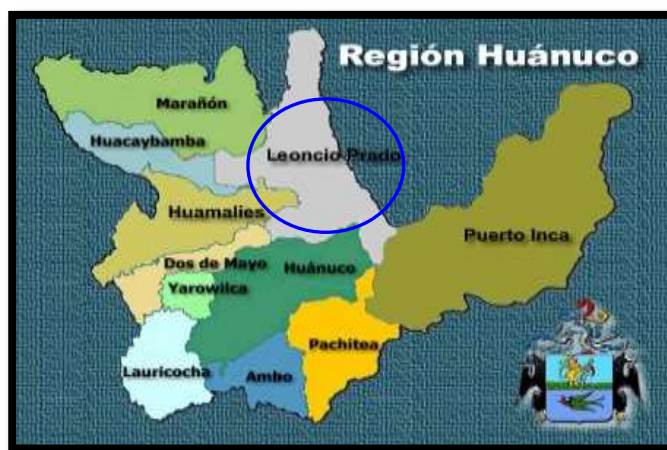 Región Huánuco
Marañón
Huacaybamba
Leoncio Prado
Huamalies
Puerto Inca
Dos de Mayo
Huánuco
Yarowilca
Pachitea
Lauricocha
Ambo